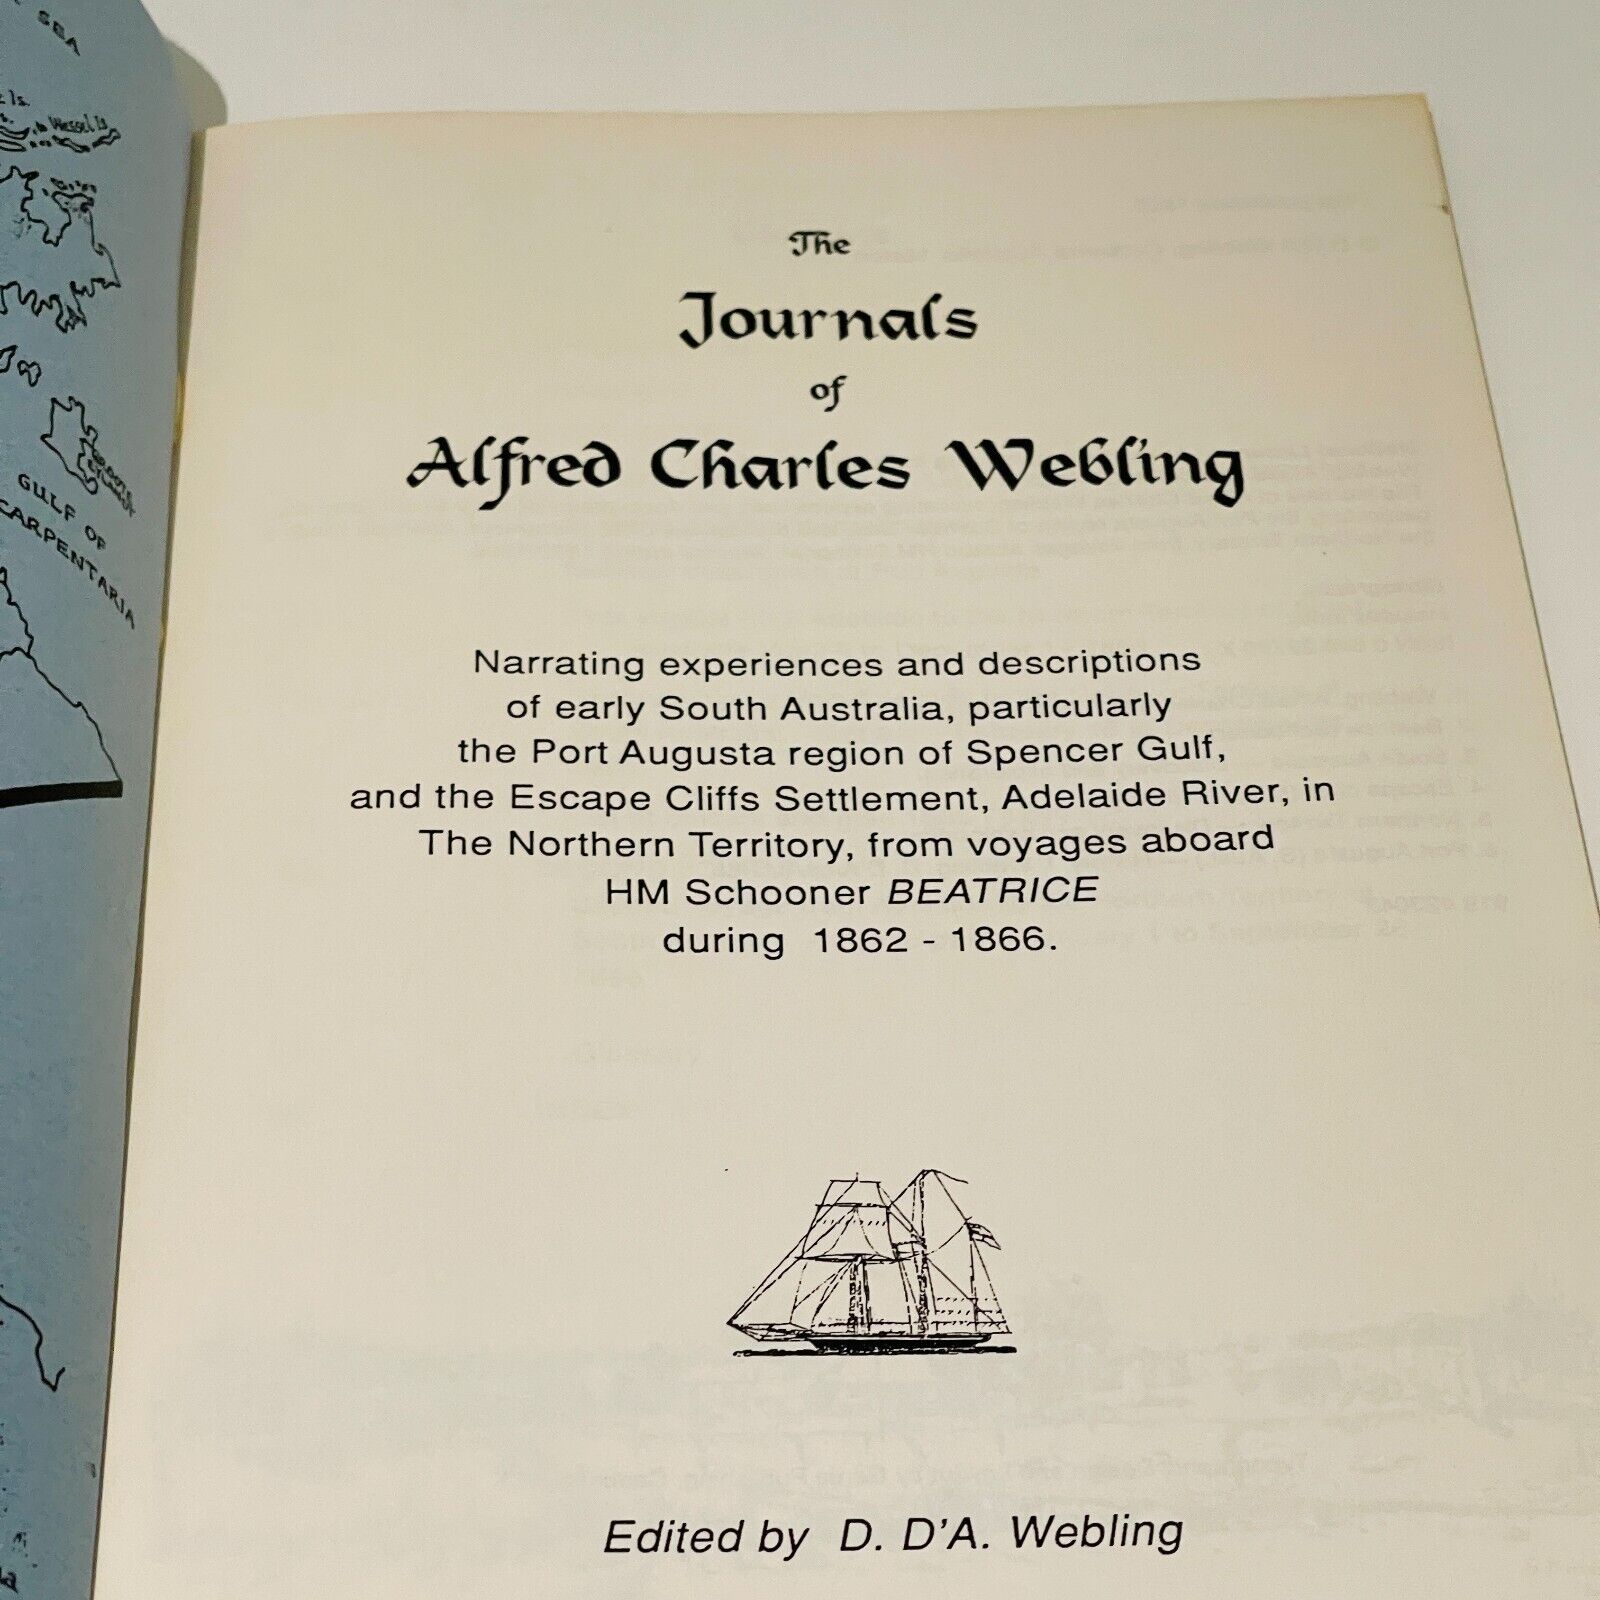 SEA
Wessel Is
GULF OF
CARPENTARIA
The
Journals
of
Alfred Charles Webling
Narrating experiences and descriptions
of early South Australia, particularly
the Port Augusta region of Spencer Gulf,
and the Escape Cliffs Settlement, Adelaide River, in
The Northern Territory, from voyages aboard
HM Schooner BEATRICE
during 1862 - 1866.
Edited by D. D'A. Webling